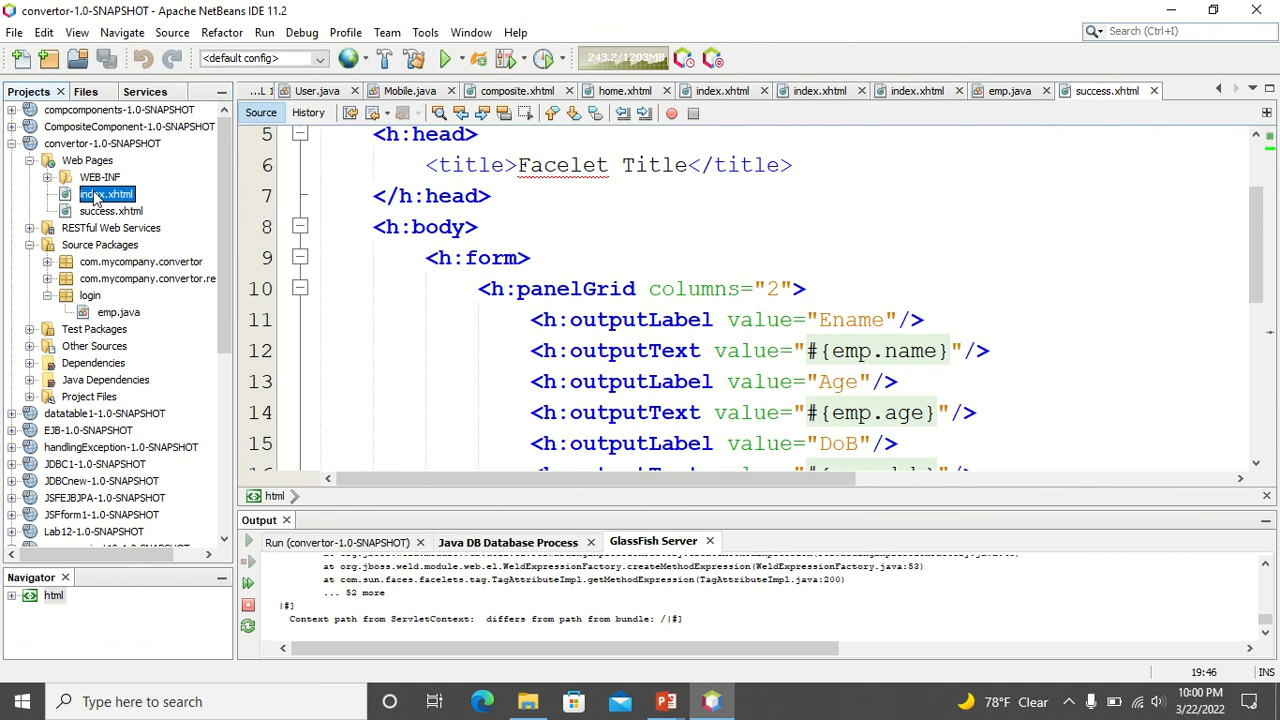 convertor-1.0-SNAPSHOT - Apache NetBeans IDE 11.2
File Edit View Navigate Source Refactor Run Debug Profile Team Tools Window Help
Search (Ctrl+I)
<default config>
243.2/1203MB
Projects Files Services
...L 1 User.java Mobile.java composite.xhtml home.xhtml index.xhtml index.xhtml index.xhtml emp.java success.xhtml
Source History
compcomponents-1.0-SNAPSHOT
CompositeComponent-1.0-SNAPSHOT
convertor-1.0-SNAPSHOT
Web Pages
WEB-INF
index.xhtml
success.xhtml
RESTful Web Services
Source Packages
com.mycompany.convertor
com.mycompany.convertor.re
login
emp.java
Test Packages
Other Sources
Dependencies
Java Dependencies
Project Files
datatable1-1.0-SNAPSHOT
EJB-1.0-SNAPSHOT
handlingException-1.0-SNAPSHOT
JDBC1-1.0-SNAPSHOT
JDBCnew-1.0-SNAPSHOT
JSFEJBJPA-1.0-SNAPSHOT
JSFform1-1.0-SNAPSHOT
Lab12-1.0-SNAPSHOT
5 <h:head>
6 <title>Facelet Title</title>
7 </h:head>
8 <h:body>
9 <h:form>
10 <h:panelGrid columns="2">
11 <h:outputLabel value="Ename"/>
12 <h:outputText value="#{emp.name}"/>
13 <h:outputLabel value="Age"/>
14 <h:outputText value="#{emp.age}"/>
15 <h:outputLabel value="DoB"/>
html
Output
Run (convertor-1.0-SNAPSHOT) Java DB Database Process GlassFish Server
at org.jboss.weld.module.web.el.WeldExpressionFactory.createMethodExpression(WeldExpressionFactory.java:53)
at com.sun.faces.facelets.tag.TagAttributeImpl.getMethodExpression(TagAttributeImpl.java:200)
... 52 more
|#]
Context path from ServletContext: differs from path from bundle: /|#]
Navigator
html
19:46 INS
Type here to search
78°F Clear
10:00 PM
3/22/2022